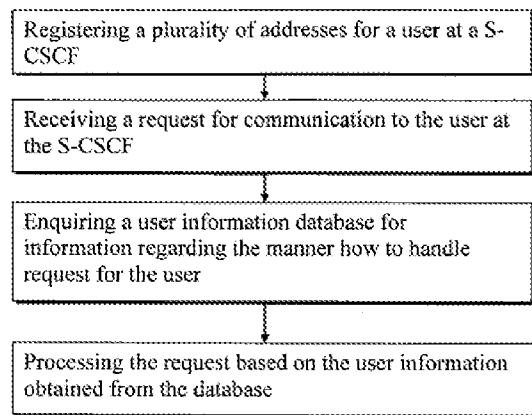 Registering a plurality of addresses for a user at a S-
CSCF
Receiving a request for communication to the user at
the S-CSCF
Enquiring a user information database for
information regarding the manner how to handle
request for the user
Processing the request based on the user information
obtained from the database